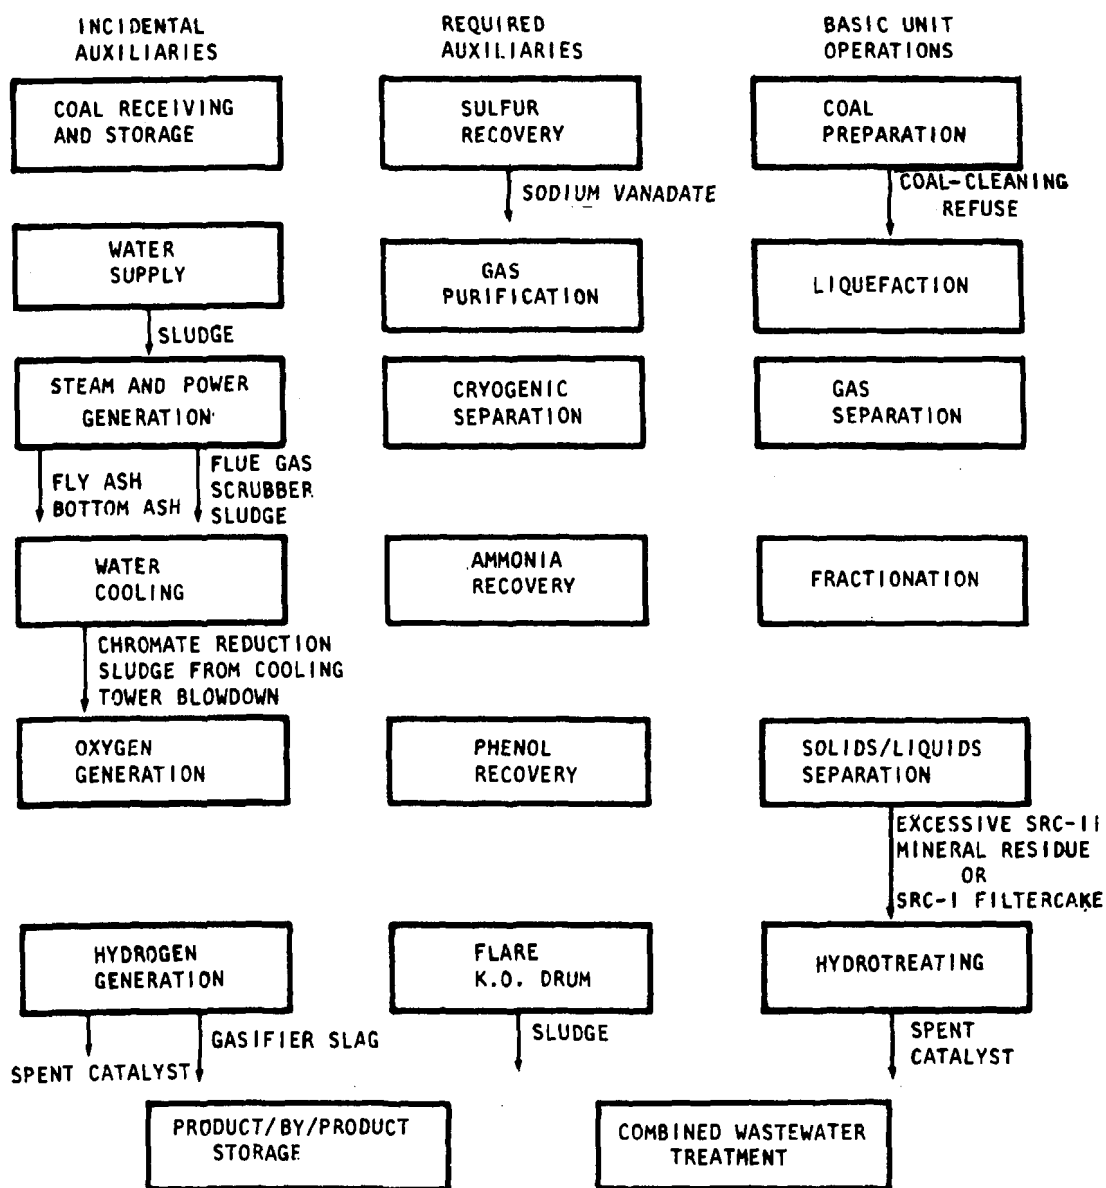 INCIDENTAL
AUXILIARIES
REQUIRED
AUXILIARIES
BASIC UNIT
OPERATIONS
COAL RECEIVING
AND STORAGE
SULFUR
RECOVERY
COAL
PREPARATION
SODIUM VANADATE
COAL-CLEANING
REFUSE
WATER
SUPPLY
GAS
PURIFICATION
LIQUEFACTION
SLUDGE
STEAM AND POWER
GENERATION
CRYOGENIC
SEPARATION
GAS
SEPARATION
FLY ASH
BOTTOM ASH
FLUE GAS
SCRUBBER
SLUDGE
WATER
COOLING
AMMONIA
RECOVERY
FRACTIONATION
CHROMATE REDUCTION
SLUDGE FROM COOLING
TOWER BLOWDOWN
OXYGEN
GENERATION
PHENOL
RECOVERY
SOLIDS/LIQUIDS
SEPARATION
EXCESSIVE SRC-II
MINERAL RESIDUE
OR
SRC-I FILTERCAKE
HYDROGEN
GENERATION
FLARE
K.O. DRUM
HYDROTREATING
SPENT CATALYST
GASIFIER SLAG
SLUDGE
SPENT
CATALYST
PRODUCT/BY/PRODUCT
STORAGE
COMBINED WASTEWATER
TREATMENT